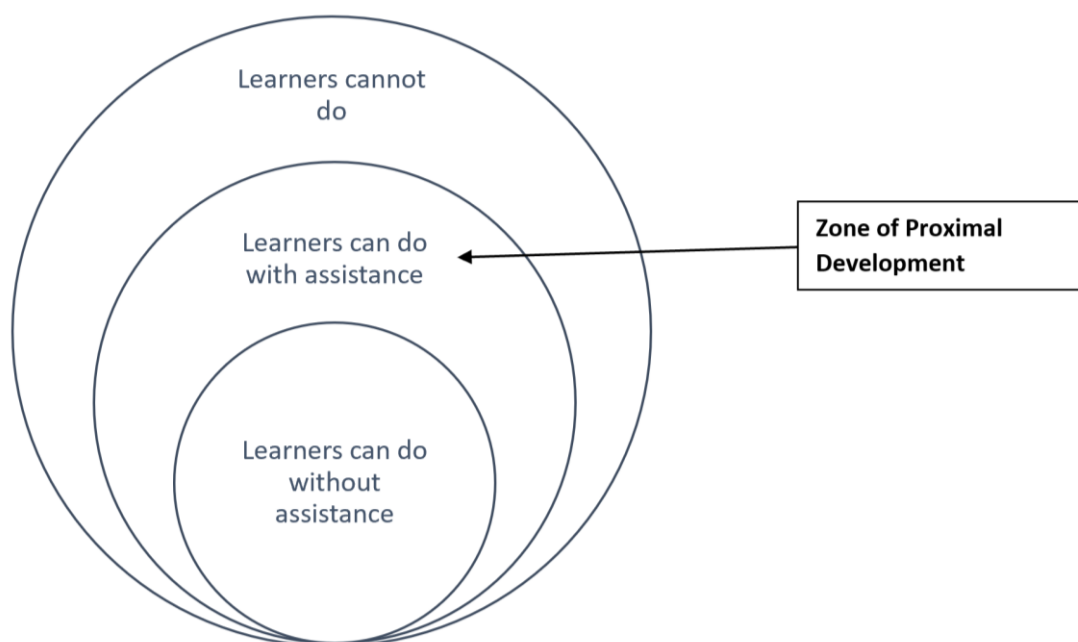 Learners cannot
do
Learners can do
with assistance
Zone of Proximal
Development
Learners can do
without
assistance